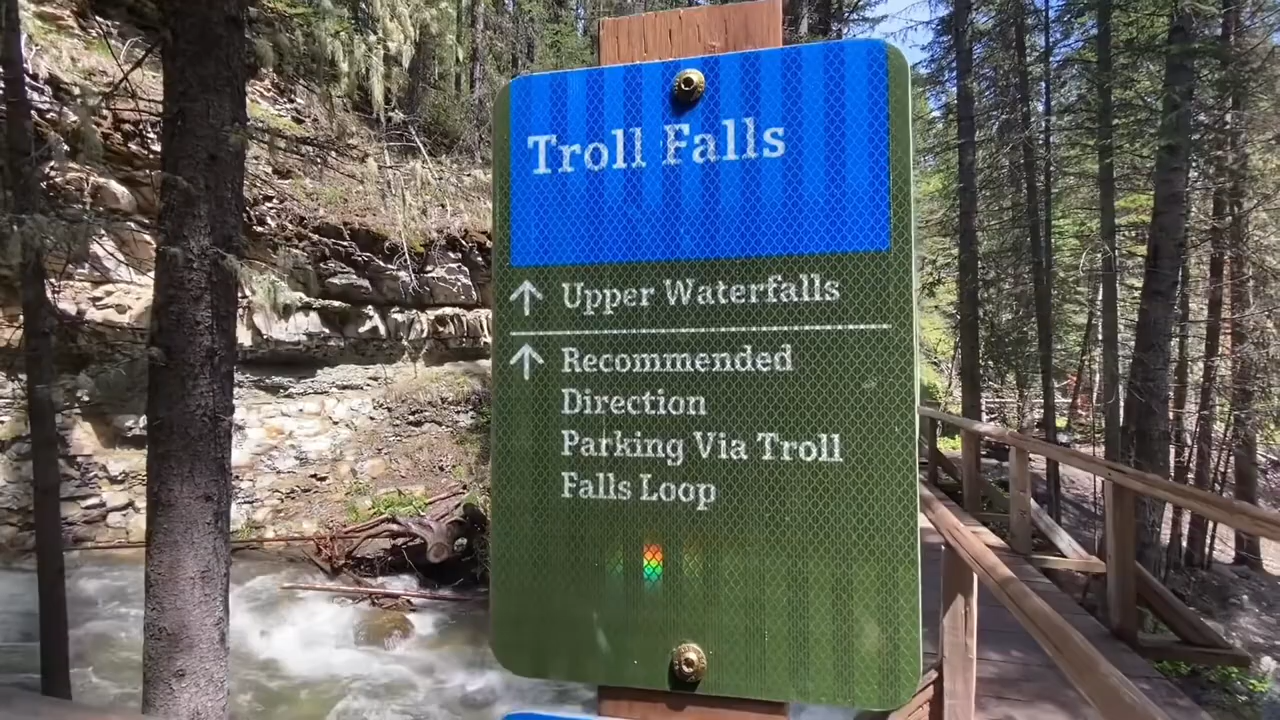 Troll Falls
↑ Upper Waterfalls
↑ Recommended
Direction
Parking Via Troll
Falls Loop